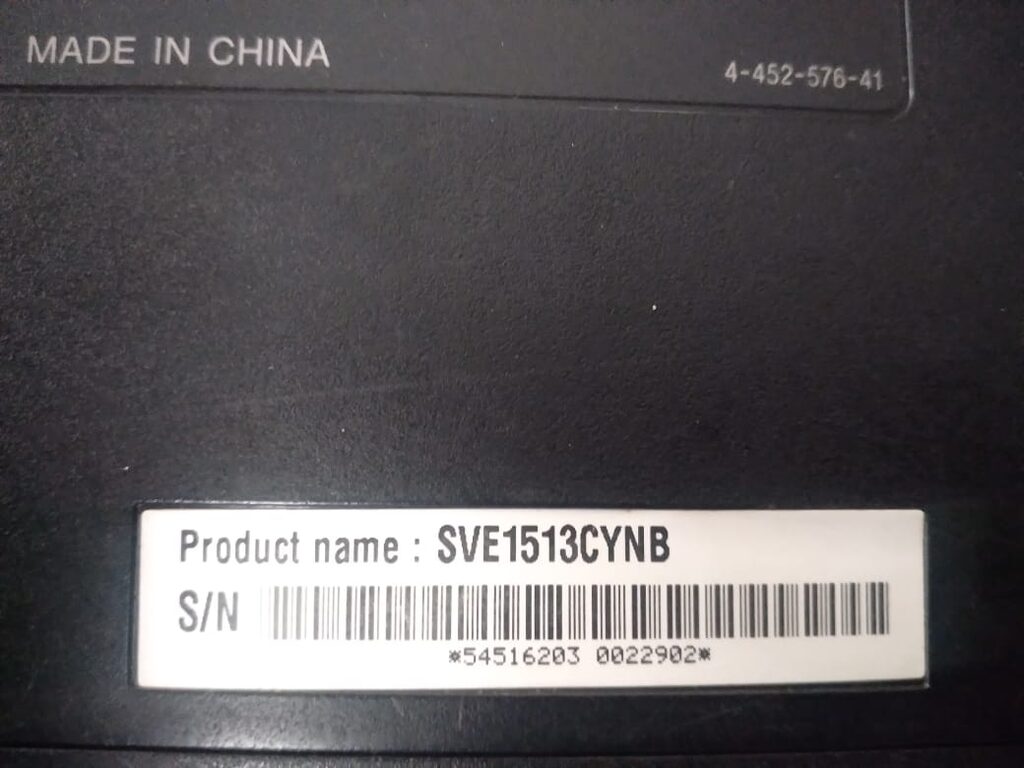 MADE IN CHINA
4-452-576-41
Product name : SVE1513CYNB
S/N
*54516203 0022902*